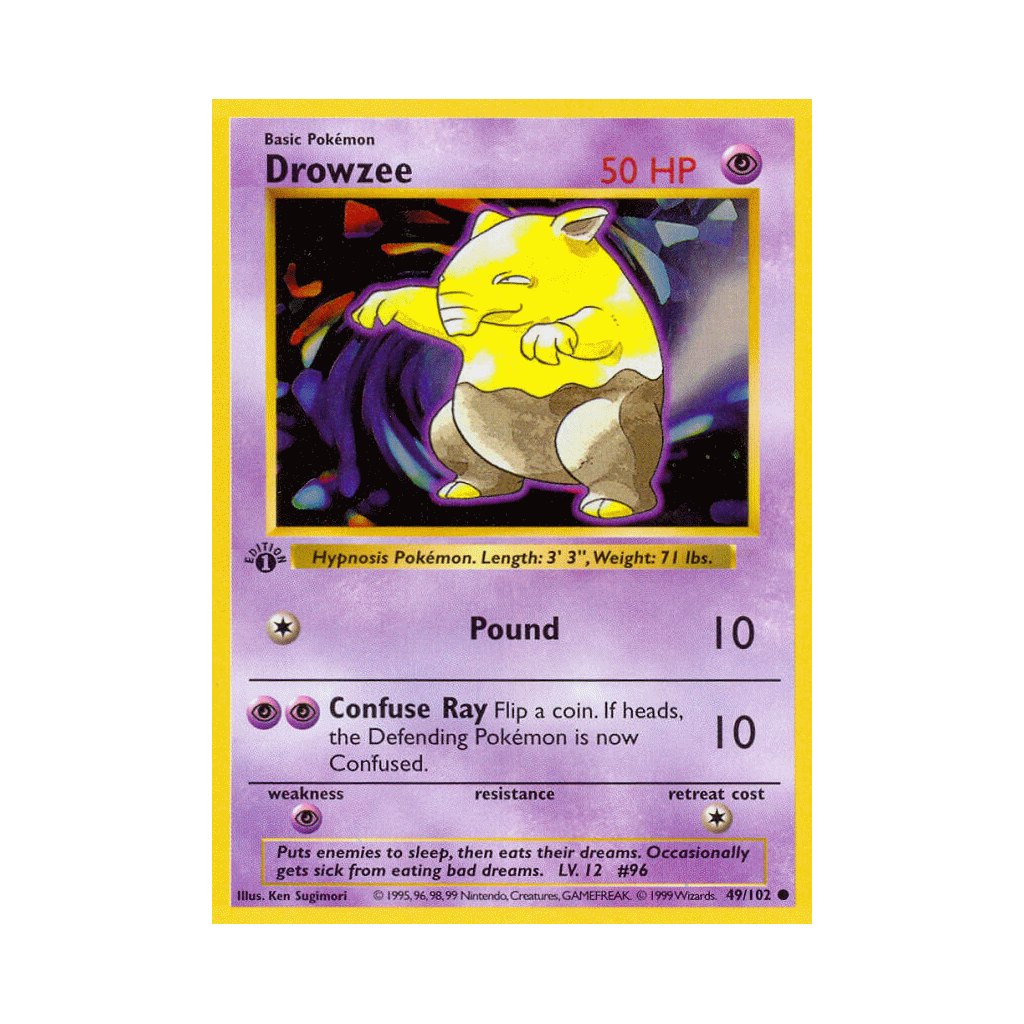 Basic Pokémon
Drowzee 50 HP
EDITION 1
Hypnosis Pokémon. Length: 3' 3", Weight: 71 lbs.
Pound 10
Confuse Ray Flip a coin. If heads,
the Defending Pokémon is now
Confused.
10
weakness resistance retreat cost
Puts enemies to sleep, then eats their dreams. Occasionally
gets sick from eating bad dreams. LV. 12 #96
Illus. Ken Sugimori © 1995, 96, 98, 99 Nintendo, Creatures, GAMEFREAK. © 1999 Wizards. 49/102 ●